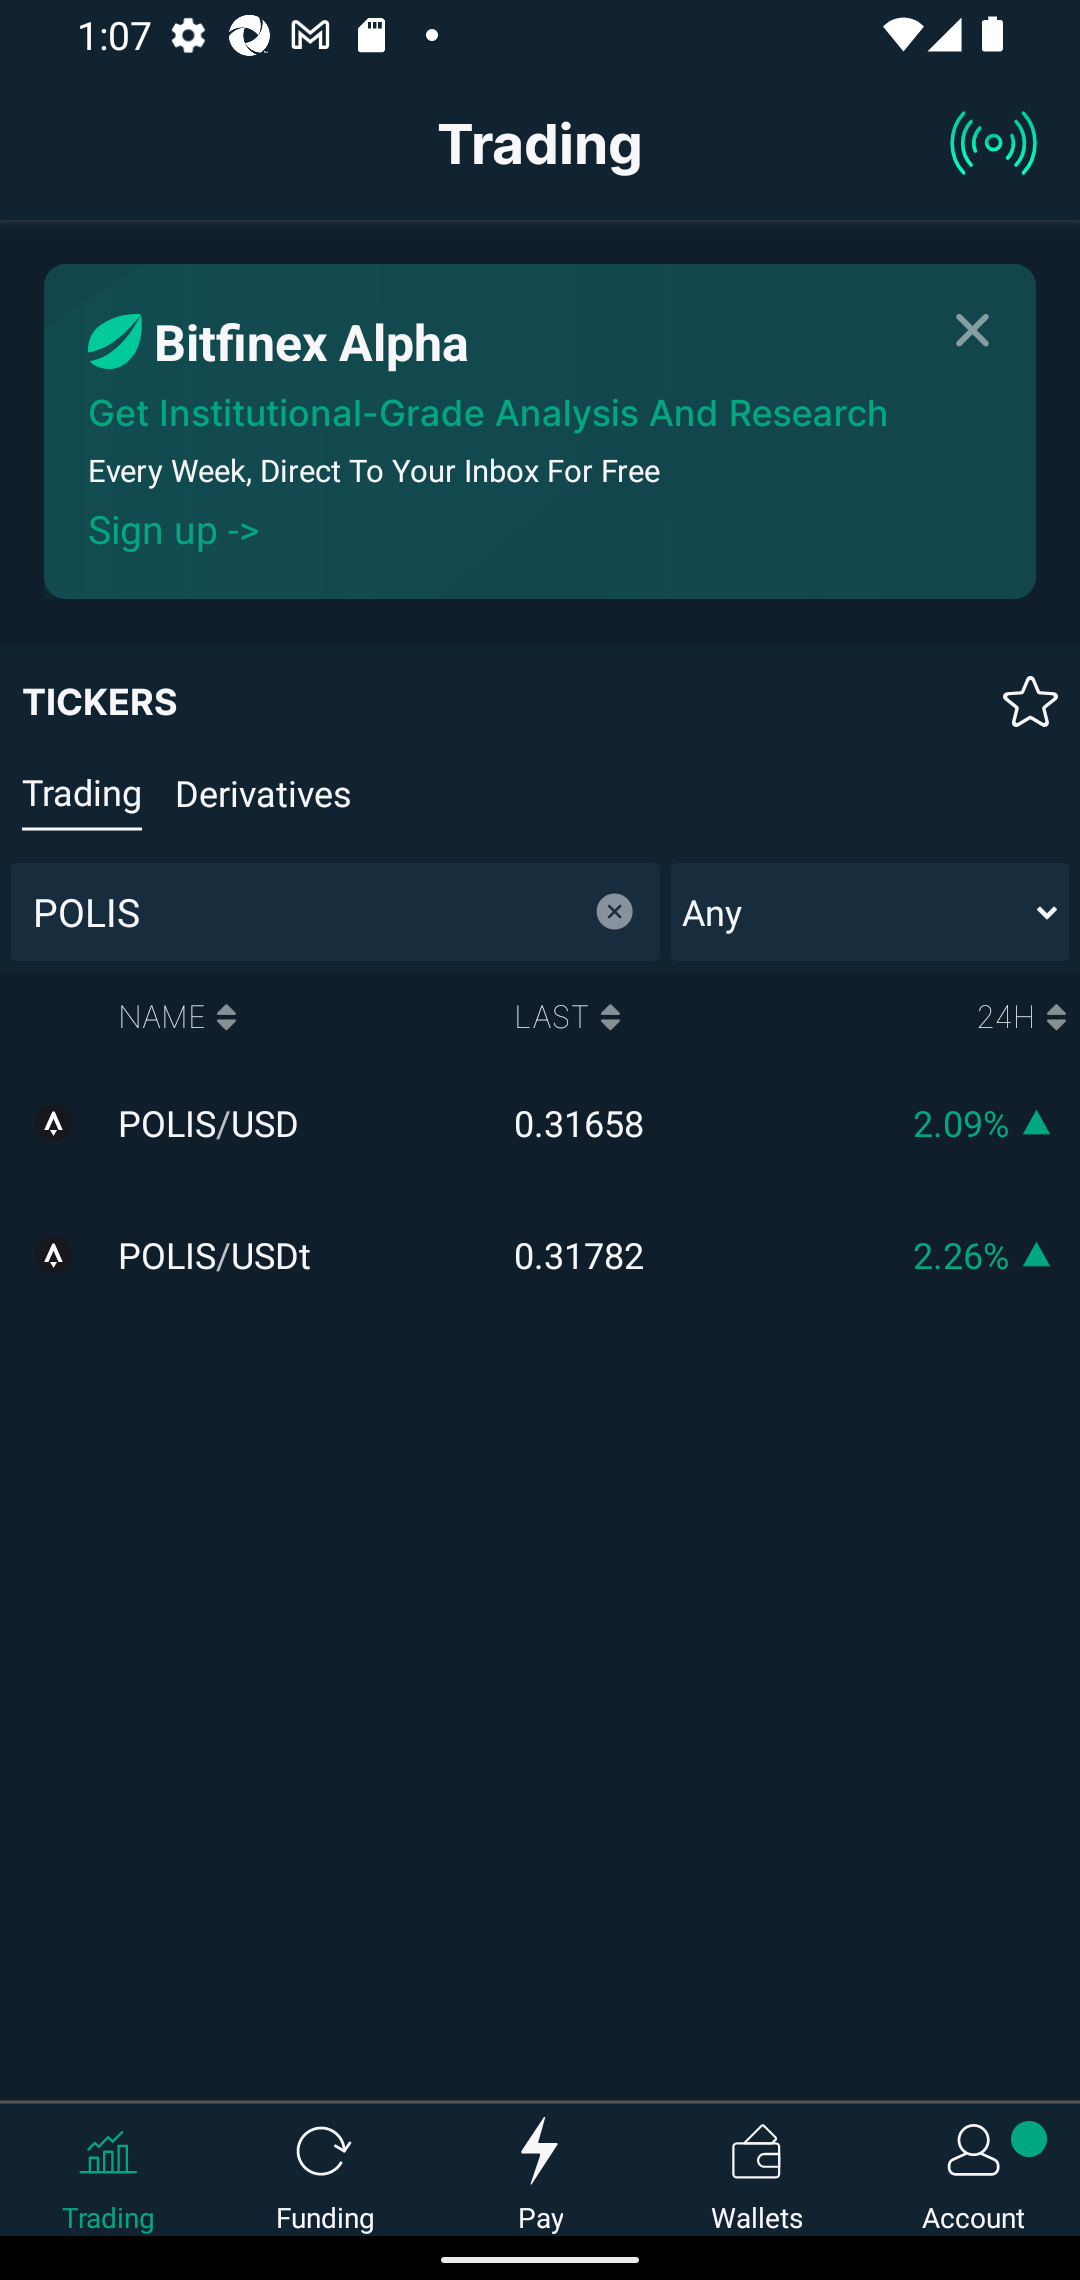 1:07
Trading
Bitfinex Alpha
Get Institutional-Grade Analysis And Research
Every Week, Direct To Your Inbox For Free
Sign up ->
TICKERS
Trading Derivatives
POLIS Any
NAME LAST 24H
POLIS/USD 0.31658 2.09%
POLIS/USDt 0.31782 2.26%
Trading Funding Pay Wallets Account